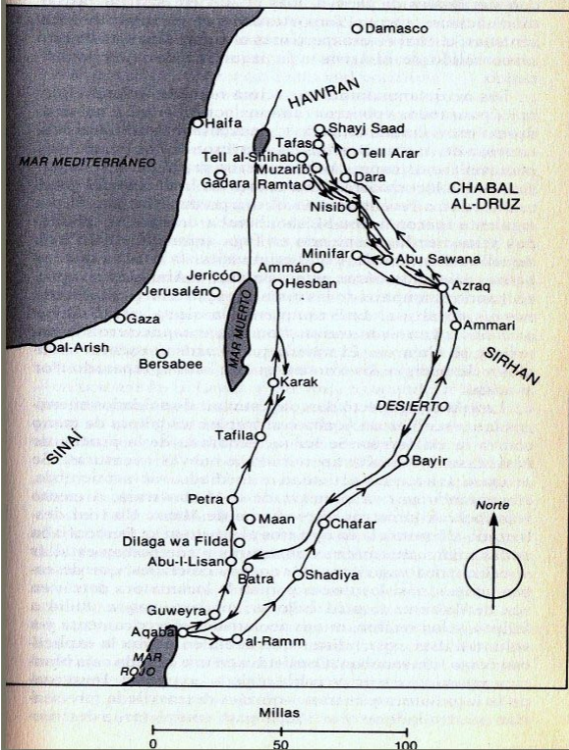 Damasco
HAWRAN
Haifa
Shayj Saad
Tafas
Tell Arar
MAR MEDITERRÁNEO
Tell al-Shihab
Muzarib
Dara
Gadara
Ramta
CHABAL
AL-DRUZ
Nisib
Minifar
Abu Sawana
Ammán
Jericó
Hesban
Azraq
Jerusalén
Gaza
Ammari
MAR MUERTO
al-Arish
Bersabee
SIRHAN
Karak
DESIERTO
SINAI
Tafila
Bayir
Petra
Norte
Maan
Chafar
Dilaga wa Filda
Abu-l-Lisan
Batra
Shadiya
Guweyra
Aqaba
al-Ramm
MAR
ROJO
Millas
0 50 100